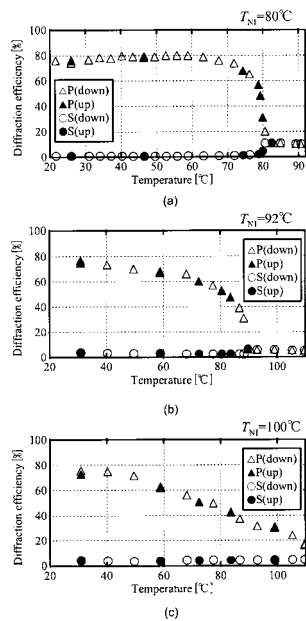 T_NI=80℃
Diffraction efficiency [%]
100
80
60
40
20
0
P(down)
P(up)
S(down)
S(up)
20 30 40 50 60 70 80 90
Temperature [℃]
(a)
T_NI=92℃
Diffraction efficiency [%]
100
80
60
40
20
0
P(down)
P(up)
S(down)
S(up)
20 40 60 80 100
Temperature [℃]
(b)
T_NI=100℃
Diffraction efficiency [%]
100
80
60
40
20
0
P(down)
P(up)
S(down)
S(up)
20 40 60 80 100
Temperature [℃]
(c)